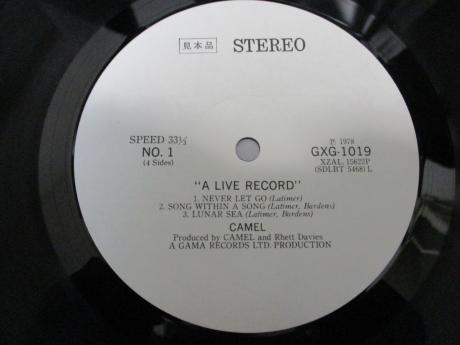 見本品 STEREO
SPEED 33⅓
NO. 1
(4 Sides)
℗ 1978
GXG-1019
XZAL. 15622P
(SDLBT 5468) L
"A LIVE RECORD"
1. NEVER LET GO (Latimer)
2. SONG WITHIN A SONG (Latimer, Bardens)
3. LUNAR SEA (Latimer, Bardens)
CAMEL
Produced by CAMEL and Rhett Davies
A GAMA RECORDS LTD. PRODUCTION